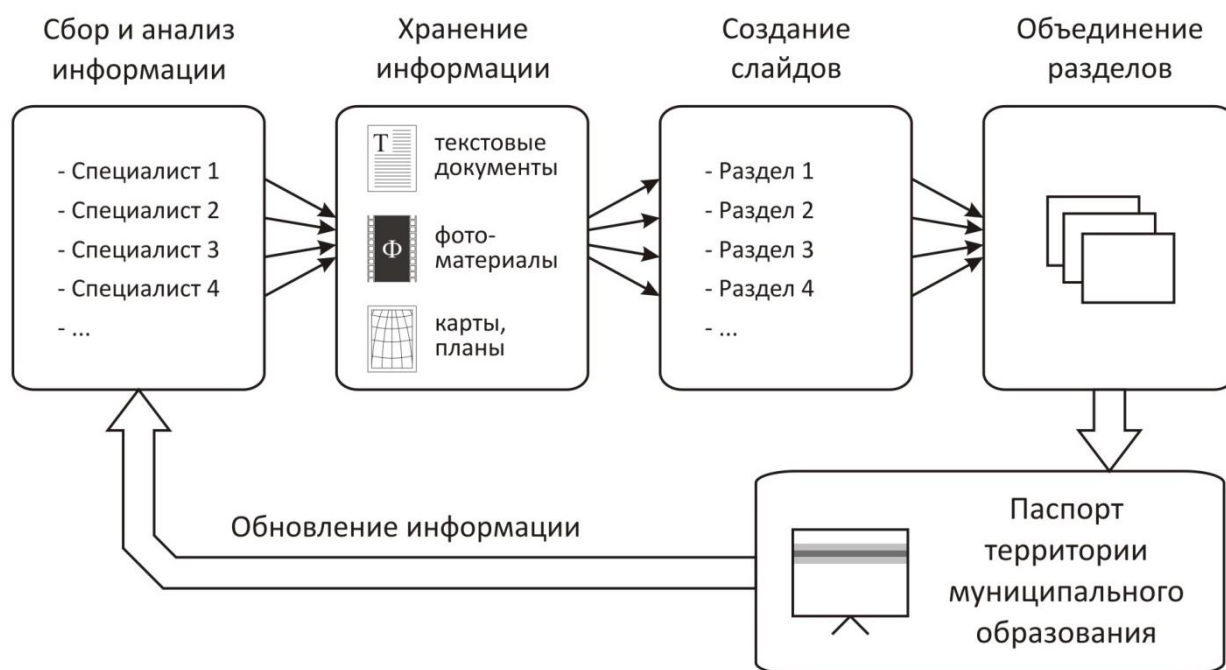 Сбор и анализ
информации
Хранение
информации
Создание
слайдов
Объединение
разделов
- Специалист 1
- Специалист 2
- Специалист 3
- Специалист 4
- ...
T
текстовые
документы
Ф
фото-
материалы
карты,
планы
- Раздел 1
- Раздел 2
- Раздел 3
- Раздел 4
- ...
Обновление информации
Паспорт
территории
муниципального
образования